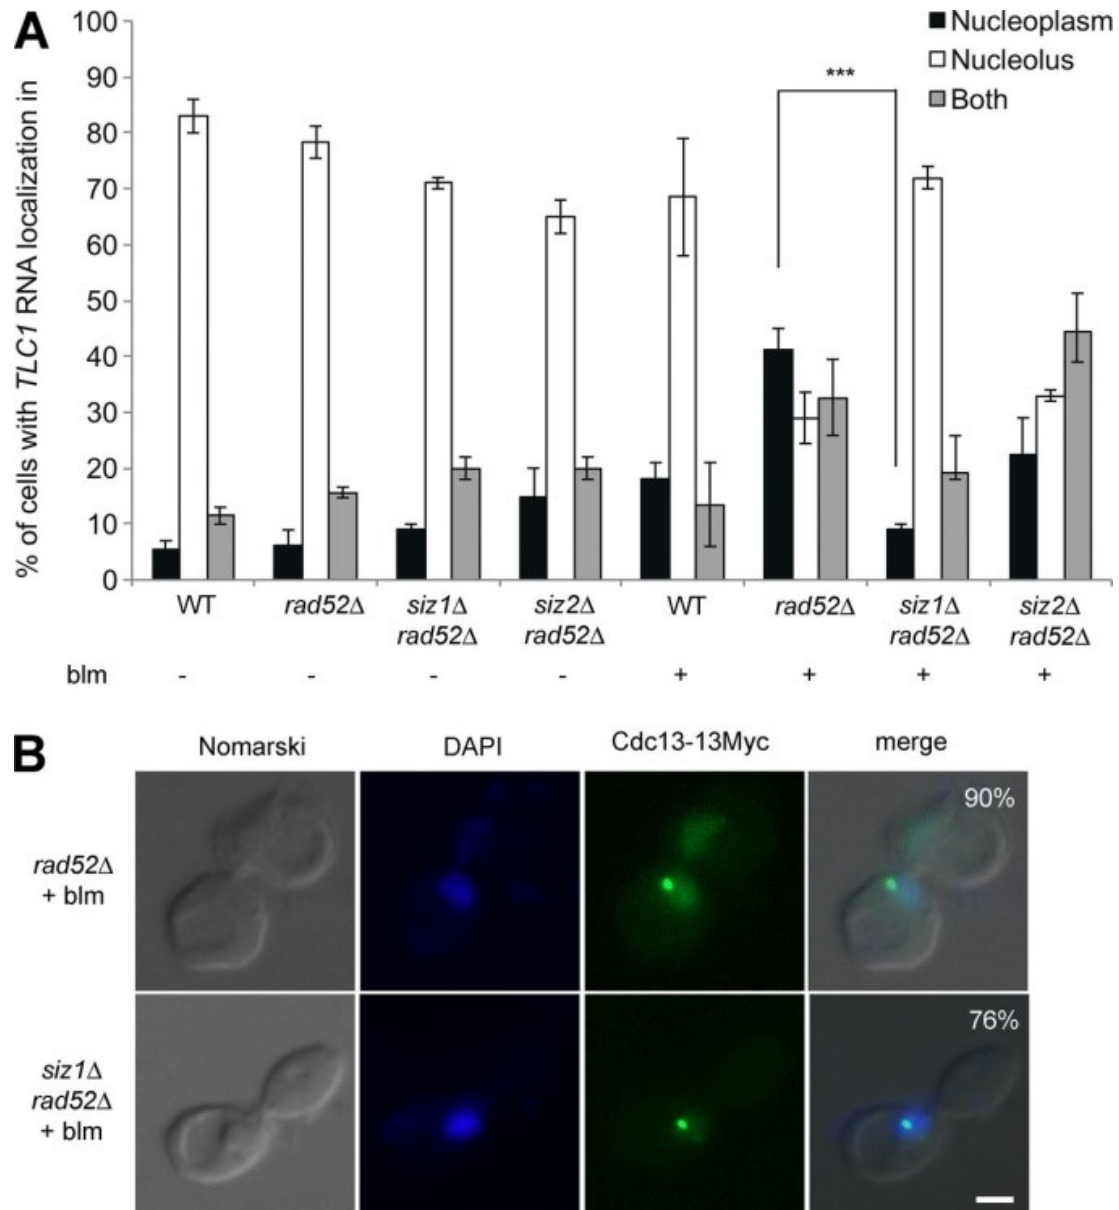 A
% of cells with TLC1 RNA localization in
100
90
80
70
60
50
40
30
20
10
0
Nucleoplasm
Nucleolus
Both
***
WT rad52Δ siz1Δ siz2Δ WT rad52Δ siz1Δ siz2Δ
rad52Δ rad52Δ rad52Δ rad52Δ
blm - - - - + + + +
B
Nomarski DAPI Cdc13-13Myc merge
rad52Δ
+ blm
90%
siz1Δ
rad52Δ
+ blm
76%